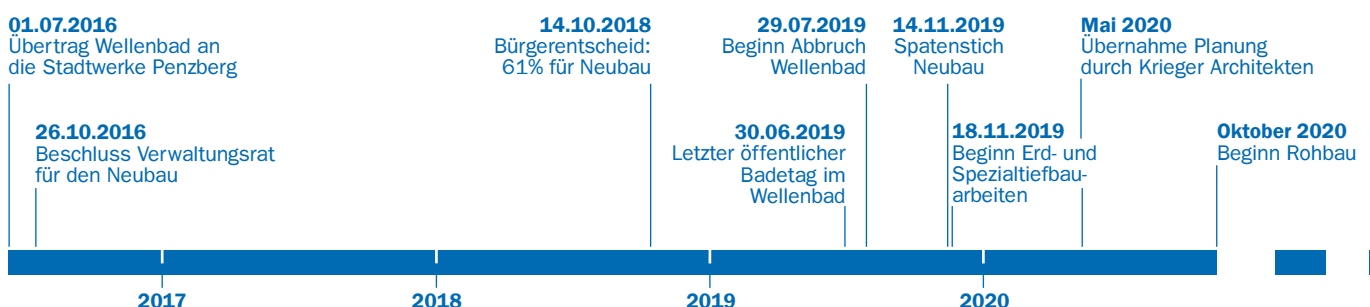 01.07.2016
Übertrag Wellenbad an
die Stadtwerke Penzberg
26.10.2016
Beschluss Verwaltungsrat
für den Neubau
14.10.2018
Bürgerentscheid:
61% für Neubau
30.06.2019
Letzter öffentlicher
Badetag im
Wellenbad
29.07.2019
Beginn Abbruch
Wellenbad
14.11.2019
Spatenstich
Neubau
18.11.2019
Beginn Erd- und
Spezialtiefbau-
arbeiten
Mai 2020
Übernahme Planung
durch Krieger Architekten
Oktober 2020
Beginn Rohbau
2017
2018
2019
2020